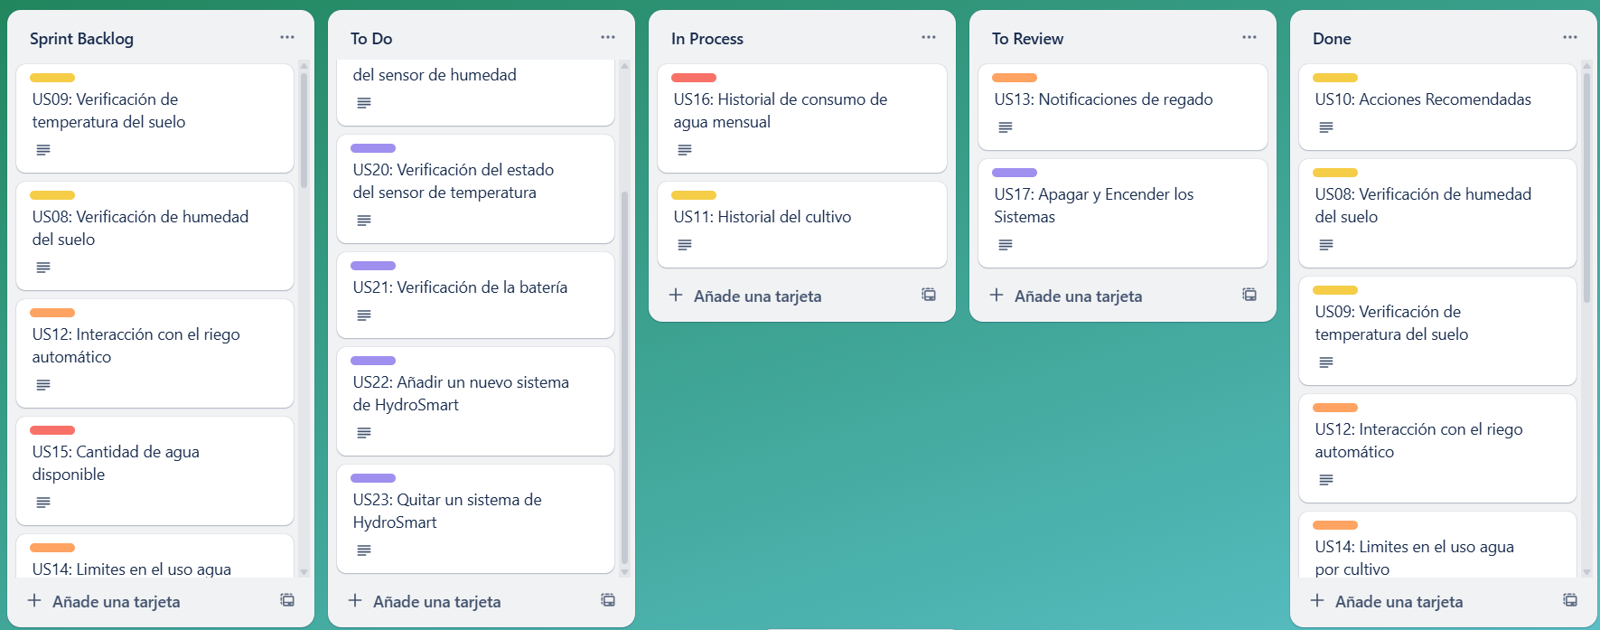 Sprint Backlog
US09: Verificación de
temperatura del suelo
US08: Verificación de humedad
del suelo
US12: Interacción con el riego
automático
US15: Cantidad de agua
disponible
US14: Limites en el uso agua
Añade una tarjeta
To Do
del sensor de humedad
US20: Verificación del estado
del sensor de temperatura
US21: Verificación de la batería
US22: Añadir un nuevo sistema
de HydroSmart
US23: Quitar un sistema de
HydroSmart
Añade una tarjeta
In Process
US16: Historial de consumo de
agua mensual
US11: Historial del cultivo
Añade una tarjeta
To Review
US13: Notificaciones de regado
US17: Apagar y Encender los
Sistemas
Añade una tarjeta
Done
US10: Acciones Recomendadas
US08: Verificación de humedad
del suelo
US09: Verificación de
temperatura del suelo
US12: Interacción con el riego
automático
US14: Limites en el uso agua
por cultivo
Añade una tarjeta